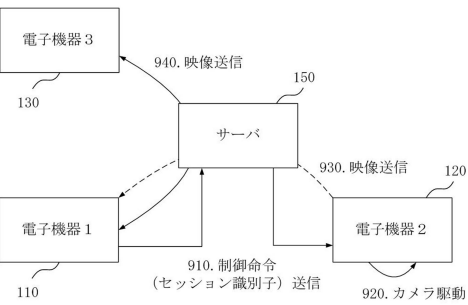 電子機器3
940.映像送信
130
150
サーバ
930.映像送信
120
電子機器1
電子機器2
910.制御命令
(セッション識別子)送信
110
920.カメラ駆動